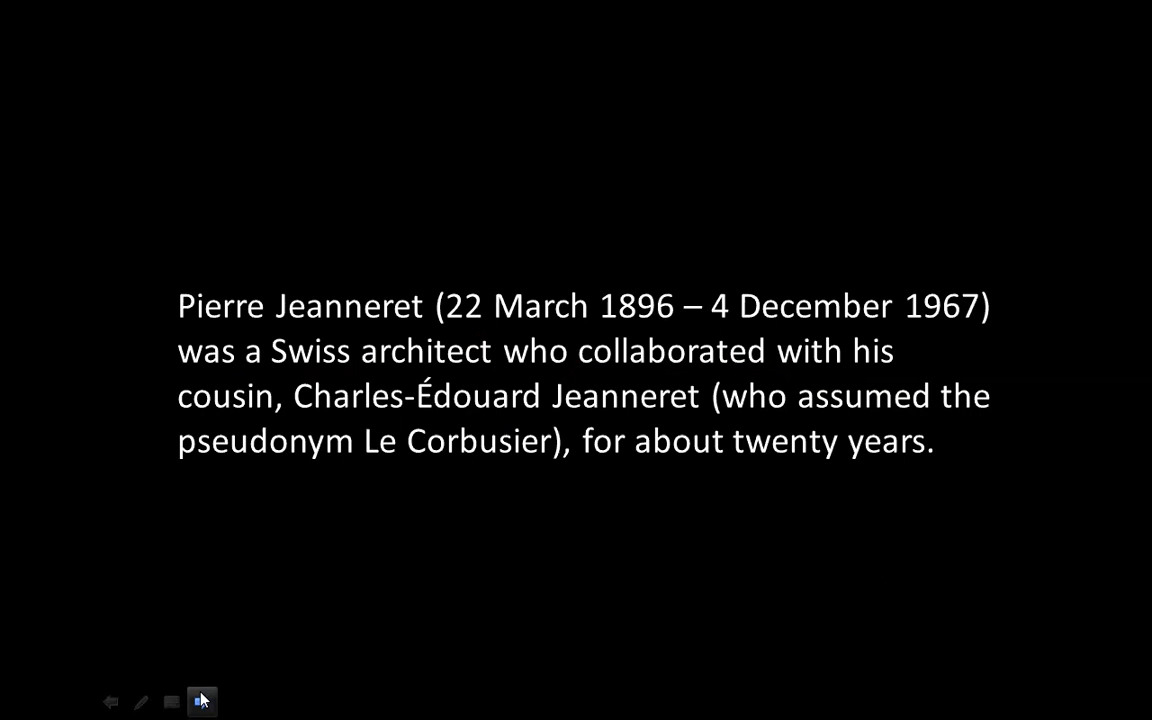 Pierre Jeanneret (22 March 1896 – 4 December 1967)
was a Swiss architect who collaborated with his
cousin, Charles-Édouard Jeanneret (who assumed the
pseudonym Le Corbusier), for about twenty years.